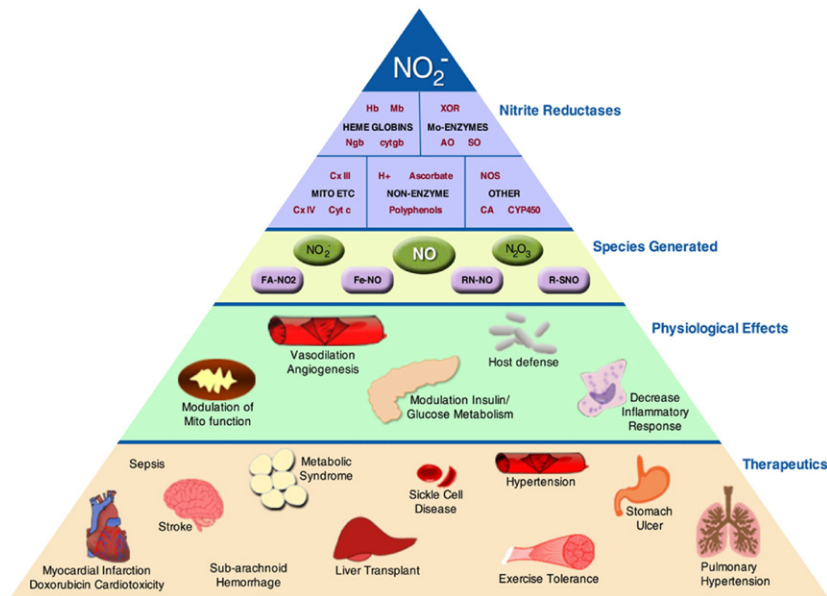 NO2-
Nitrite Reductases
Hb Mb
HEME GLOBINS
Ngb cytgb
XOR
Mo-ENZYMES
AO SO
Cx III
MITO ETC
Cx IV Cyt c
H+ Ascorbate
NON-ENZYME
Polyphenols
NOS
OTHER
CA CYP450
Species Generated
NO2-
NO
N2O3
FA-NO2
Fe-NO
RN-NO
R-SNO
Physiological Effects
Vasodilation
Angiogenesis
Host defense
Modulation of
Mito function
Modulation Insulin/
Glucose Metabolism
Decrease
Inflammatory
Response
Therapeutics
Sepsis
Metabolic
Syndrome
Sickle Cell
Disease
Hypertension
Stomach
Ulcer
Stroke
Myocardial Infarction
Doxorubicin Cardiotoxicity
Sub-arachnoid
Hemorrhage
Liver Transplant
Exercise Tolerance
Pulmonary
Hypertension